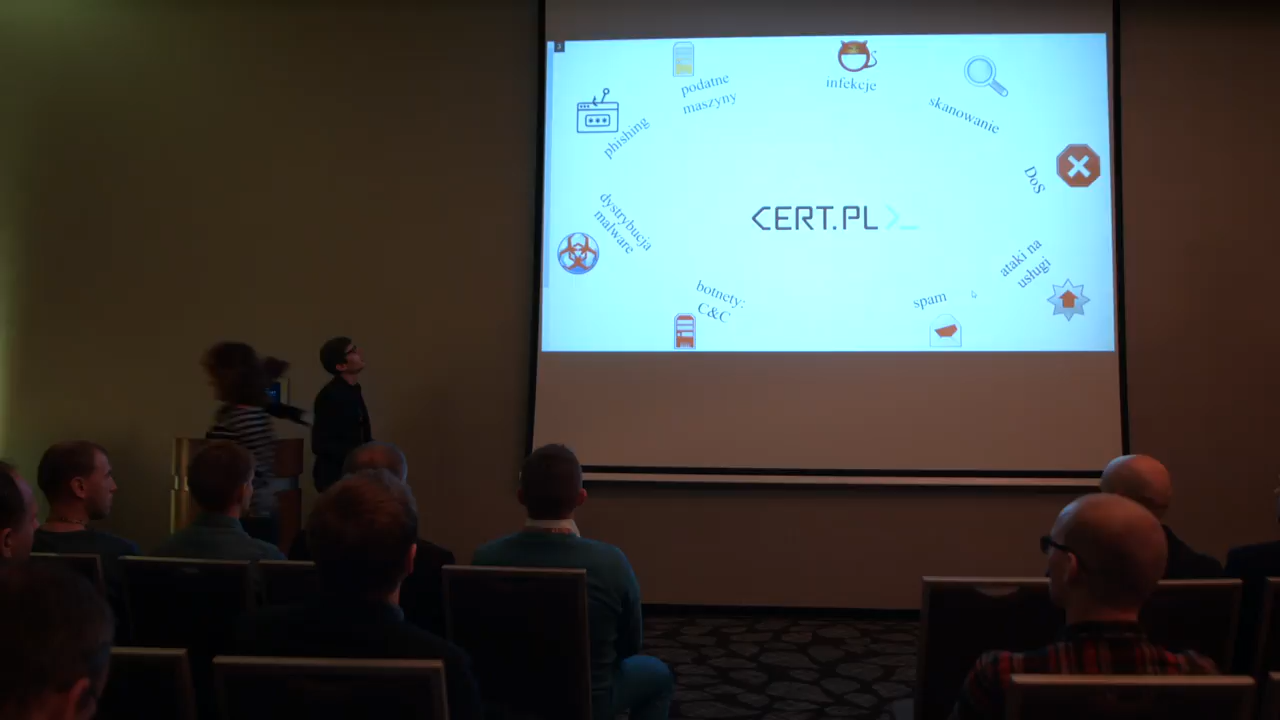 podatne
maszyny
infekcje
skanowanie
phishing
DoS
dystrybucja
malware
CERT.PL >_
ataki na
usługi
botnety:
C&C
spam